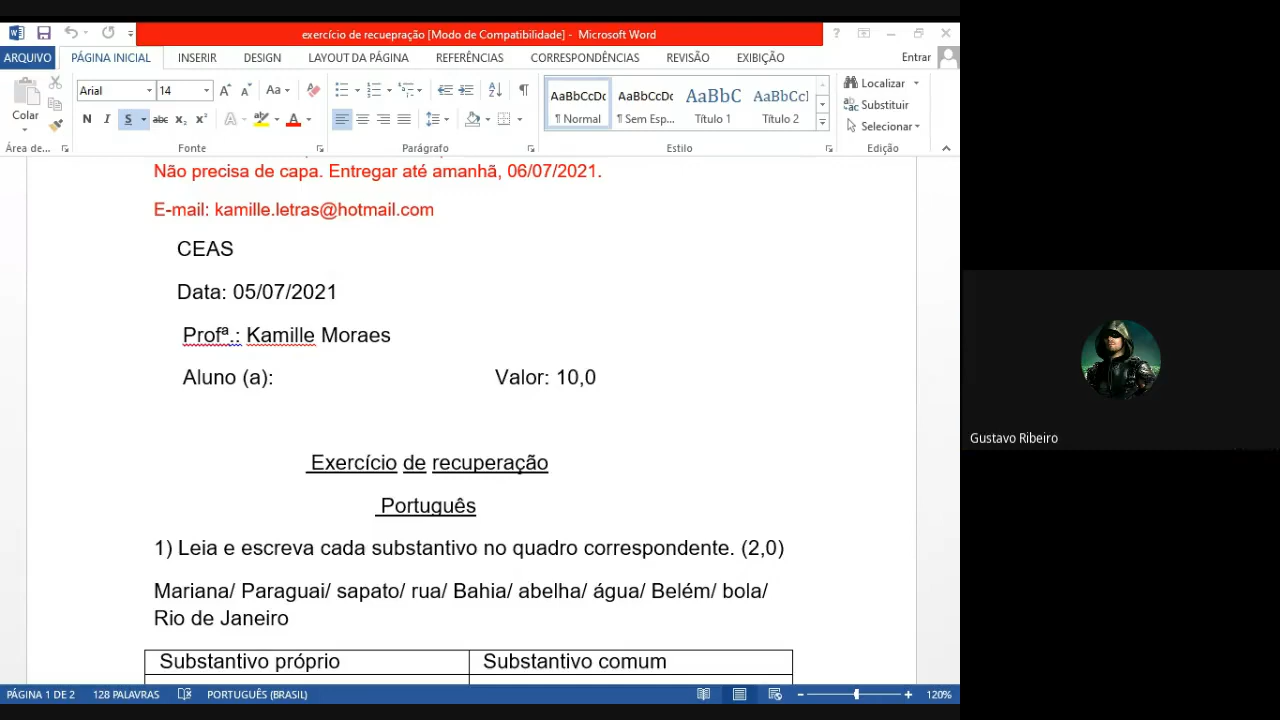 exercício de recuepração [Modo de Compatibilidade] - Microsoft Word
?
ARQUIVO PÁGINA INICIAL INSERIR DESIGN LAYOUT DA PÁGINA REFERÊNCIAS CORRESPONDÊNCIAS REVISÃO EXIBIÇÃO Entrar
Colar
Arial 14
Aa
N I S abc x₂ x²
A A
AaBbCcDc AaBbCcDc AaBbC AaBbCcl
¶ Normal ¶ Sem Esp... Título 1 Título 2
Localizar
Substituir
Selecionar
Área de... Fonte Parágrafo Estilo Edição
Não precisa de capa. Entregar até amanhã, 06/07/2021.
E-mail: kamille.letras@hotmail.com
CEAS
Data: 05/07/2021
Profª.: Kamille Moraes
Aluno (a): Valor: 10,0
Exercício de recuperação
Português
1) Leia e escreva cada substantivo no quadro correspondente. (2,0)
Mariana/ Paraguai/ sapato/ rua/ Bahia/ abelha/ água/ Belém/ bola/
Rio de Janeiro
Substantivo próprio Substantivo comum
PÁGINA 1 DE 2 128 PALAVRAS PORTUGUÊS (BRASIL) 120%
Gustavo Ribeiro